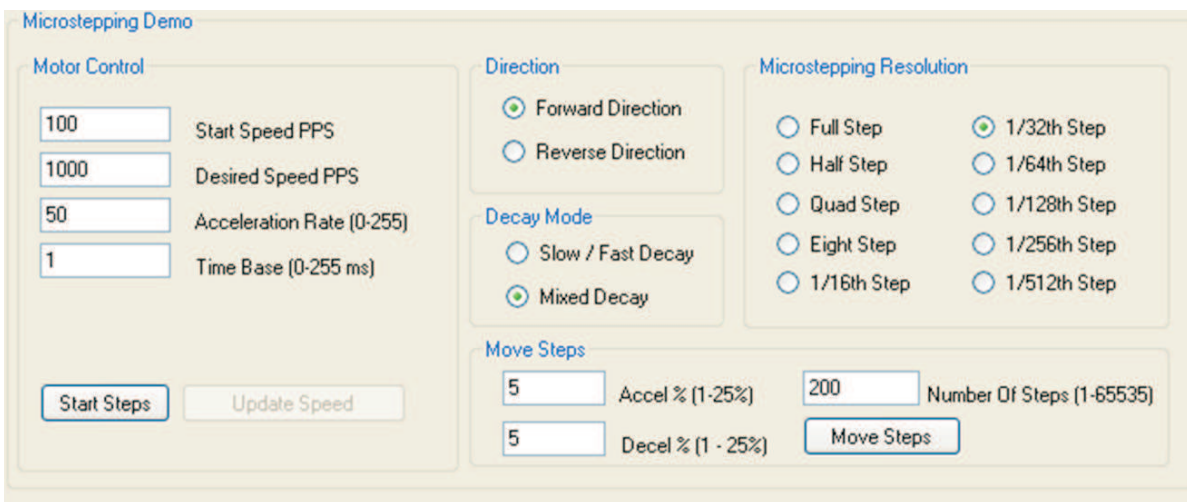 Microstepping Demo
Motor Control
100 Start Speed PPS
1000 Desired Speed PPS
50 Acceleration Rate (0-255)
1 Time Base (0-255 ms)
Start Steps
Update Speed
Direction
Forward Direction
Reverse Direction
Decay Mode
Slow / Fast Decay
Mixed Decay
Microstepping Resolution
Full Step
Half Step
Quad Step
Eight Step
1/16th Step
1/32th Step
1/64th Step
1/128th Step
1/256th Step
1/512th Step
Move Steps
5 Accel % (1-25%)
5 Decel % (1 - 25%)
200 Number Of Steps (1-65535)
Move Steps